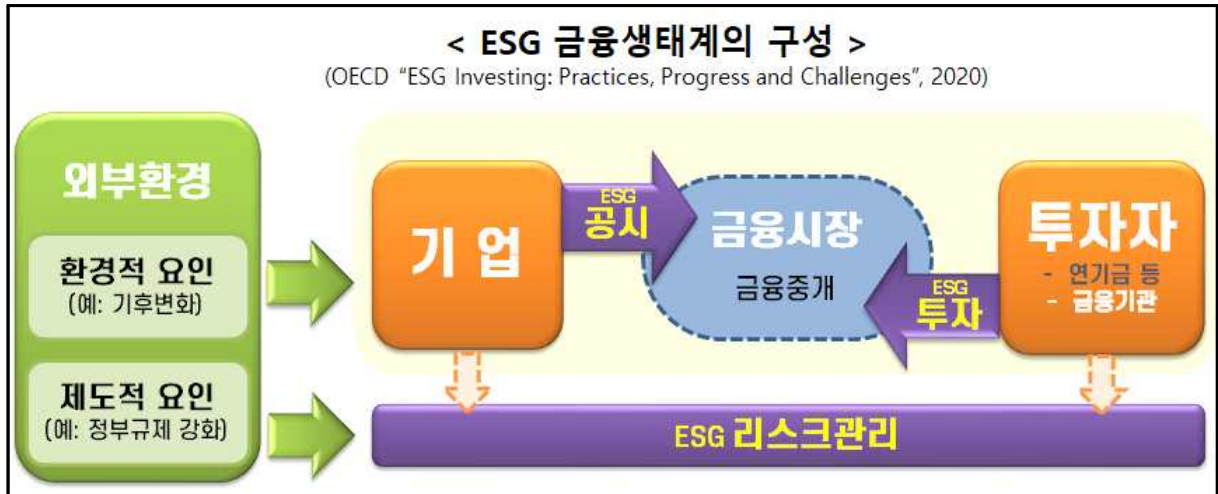 < ESG 금융생태계의 구성 >
(OECD “ESG Investing: Practices, Progress and Challenges”, 2020)
외부환경
환경적 요인
(예: 기후변화)
제도적 요인
(예: 정부규제 강화)
기 업
ESG
공시
금융시장
금융중개
ESG
투자
투자자
- 연기금 등
- 금융기관
ESG 리스크관리